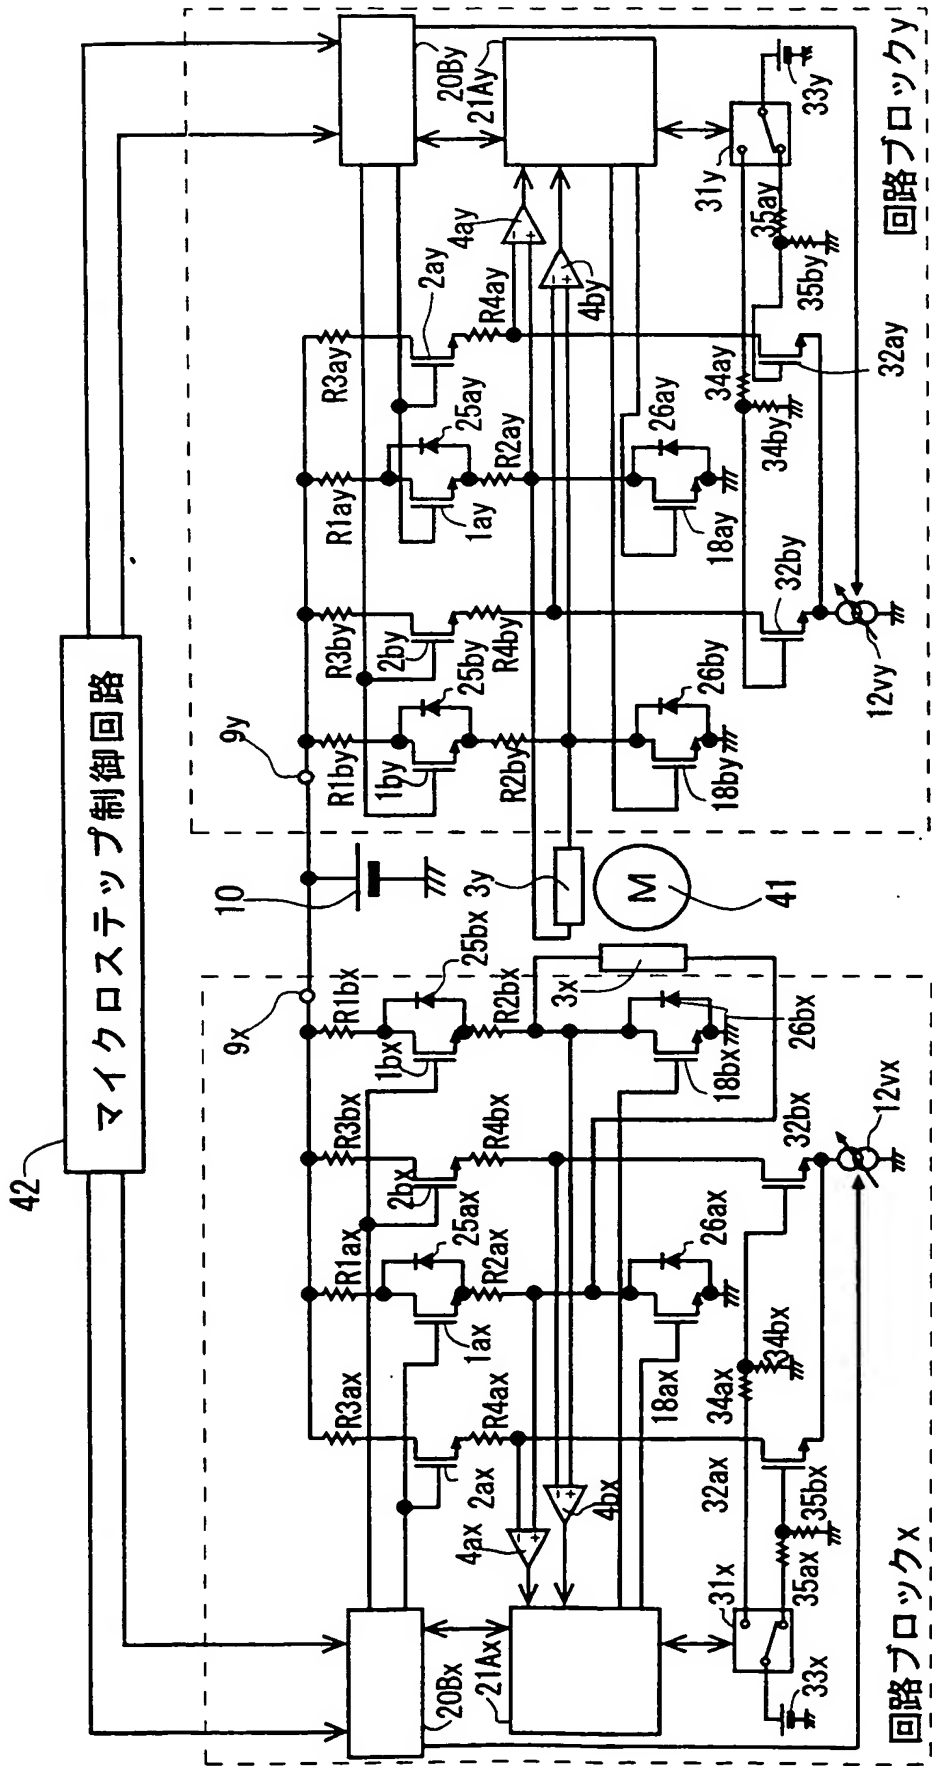 42
マイクロステップ制御回路
回路ブロックx
回路ブロックy
9x
9y
10
41
M
3x
3y
20Bx
21Ax
20By
21Ay
R3ax
R1ax
R3bx
R1bx
R1by
R3by
R1ay
R3ay
2ax
1ax
25ax
2bx
1bx
25bx
1by
25by
2by
1ay
25ay
2ay
R4ax
R2ax
R4bx
R2bx
R2by
R4by
R2ay
R4ay
4ax
4bx
4ay
4by
18ax
26ax
18bx
26bx
18by
26by
18ay
26ay
31x
33x
32ax
34ax
34bx
35ax
35bx
32bx
12vx
31y
33y
34ay
34by
35ay
35by
32ay
32by
12vy